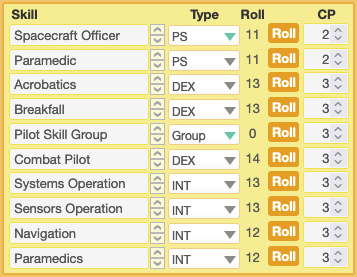 Skill Type Roll CP
Spacecraft Officer PS 11 Roll 2
Paramedic PS 11 Roll 2
Acrobatics DEX 13 Roll 3
Breakfall DEX 13 Roll 3
Pilot Skill Group Group 0 Roll 3
Combat Pilot DEX 14 Roll 3
Systems Operation INT 13 Roll 3
Sensors Operation INT 13 Roll 3
Navigation INT 12 Roll 3
Paramedics INT 12 Roll 3